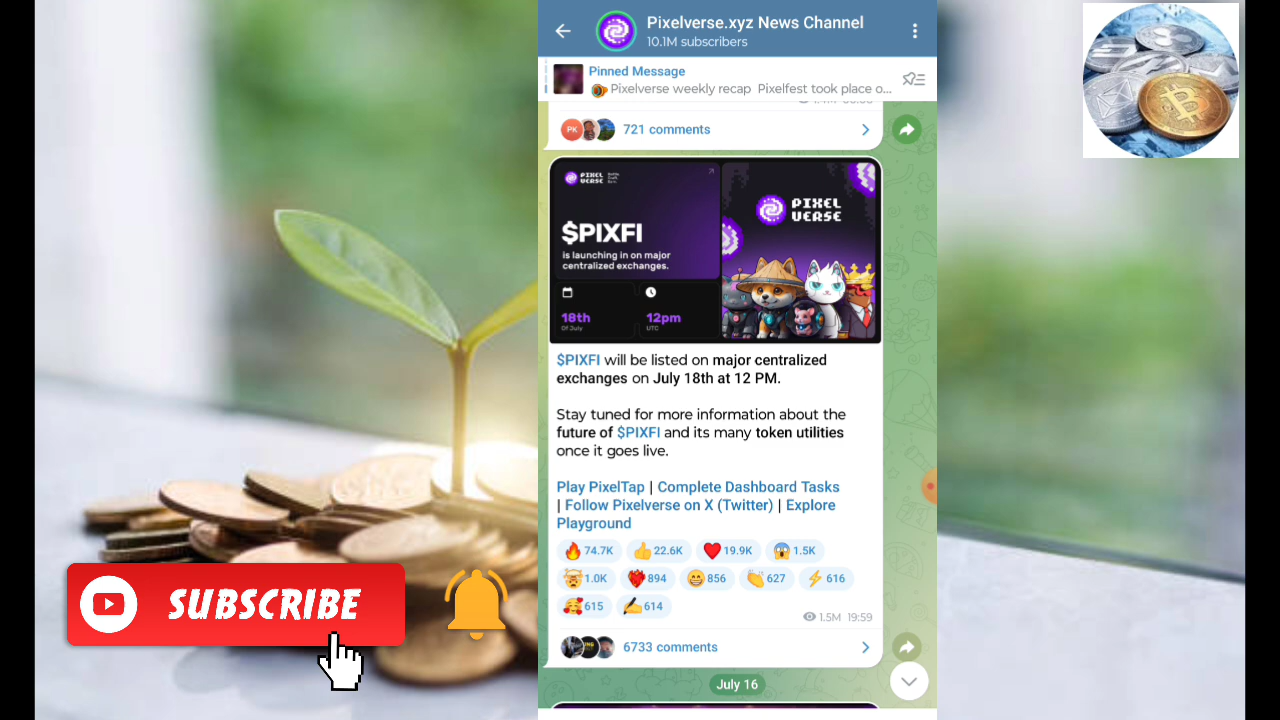 Pixelverse.xyz News Channel
10.1M subscribers
Pinned Message
Pixelverse weekly recap Pixelfest took place o...
PK
721 comments
PIXEL
VERSE
$PIXFI
is launching in on major
centralized exchanges.
18th
Of July
12pm
UTC
PIXEL
VERSE
$PIXFI will be listed on major centralized
exchanges on July 18th at 12 PM.
Stay tuned for more information about the
future of $PIXFI and its many token utilities
once it goes live.
Play PixelTap | Complete Dashboard Tasks
| Follow Pixelverse on X (Twitter) | Explore
Playground
74.7K 22.6K 19.9K 1.5K
1.0K 894 856 627 616
615 614
1.5M 19:59
6733 comments
July 16
SUBSCRIBE